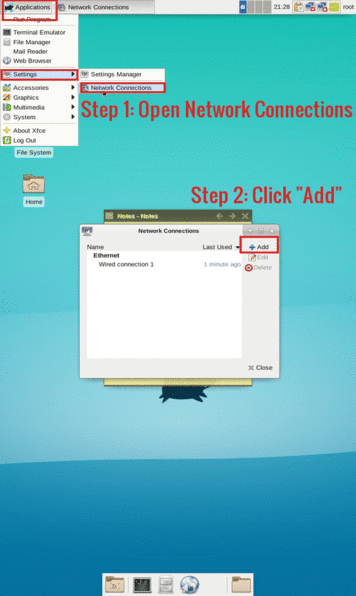 Applications
Network Connections
21:28
root
Run Program...
Terminal Emulator
File Manager
Mail Reader
Web Browser
Settings
Settings Manager
Network Connections
Accessories
Graphics
Multimedia
System
About Xfce
Log Out
Step 1: Open Network Connections
File System
Home
Step 2: Click "Add"
Notes - Notes
Network Connections
Name
Last Used
Add
Ethernet
Edit
Wired connection 1
1 minute ago
Delete
Close